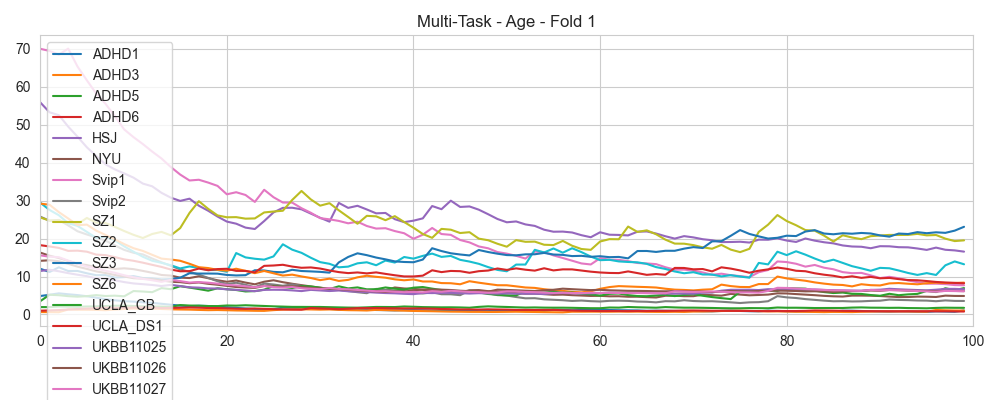 Multi-Task - Age - Fold 1
70
60
50
40
30
20
10
0
0
20
40
60
80
100
ADHD1
ADHD3
ADHD5
ADHD6
HSJ
NYU
Svip1
Svip2
SZ1
SZ2
SZ3
SZ6
UCLA_CB
UCLA_DS1
UKBB11025
UKBB11026
UKBB11027